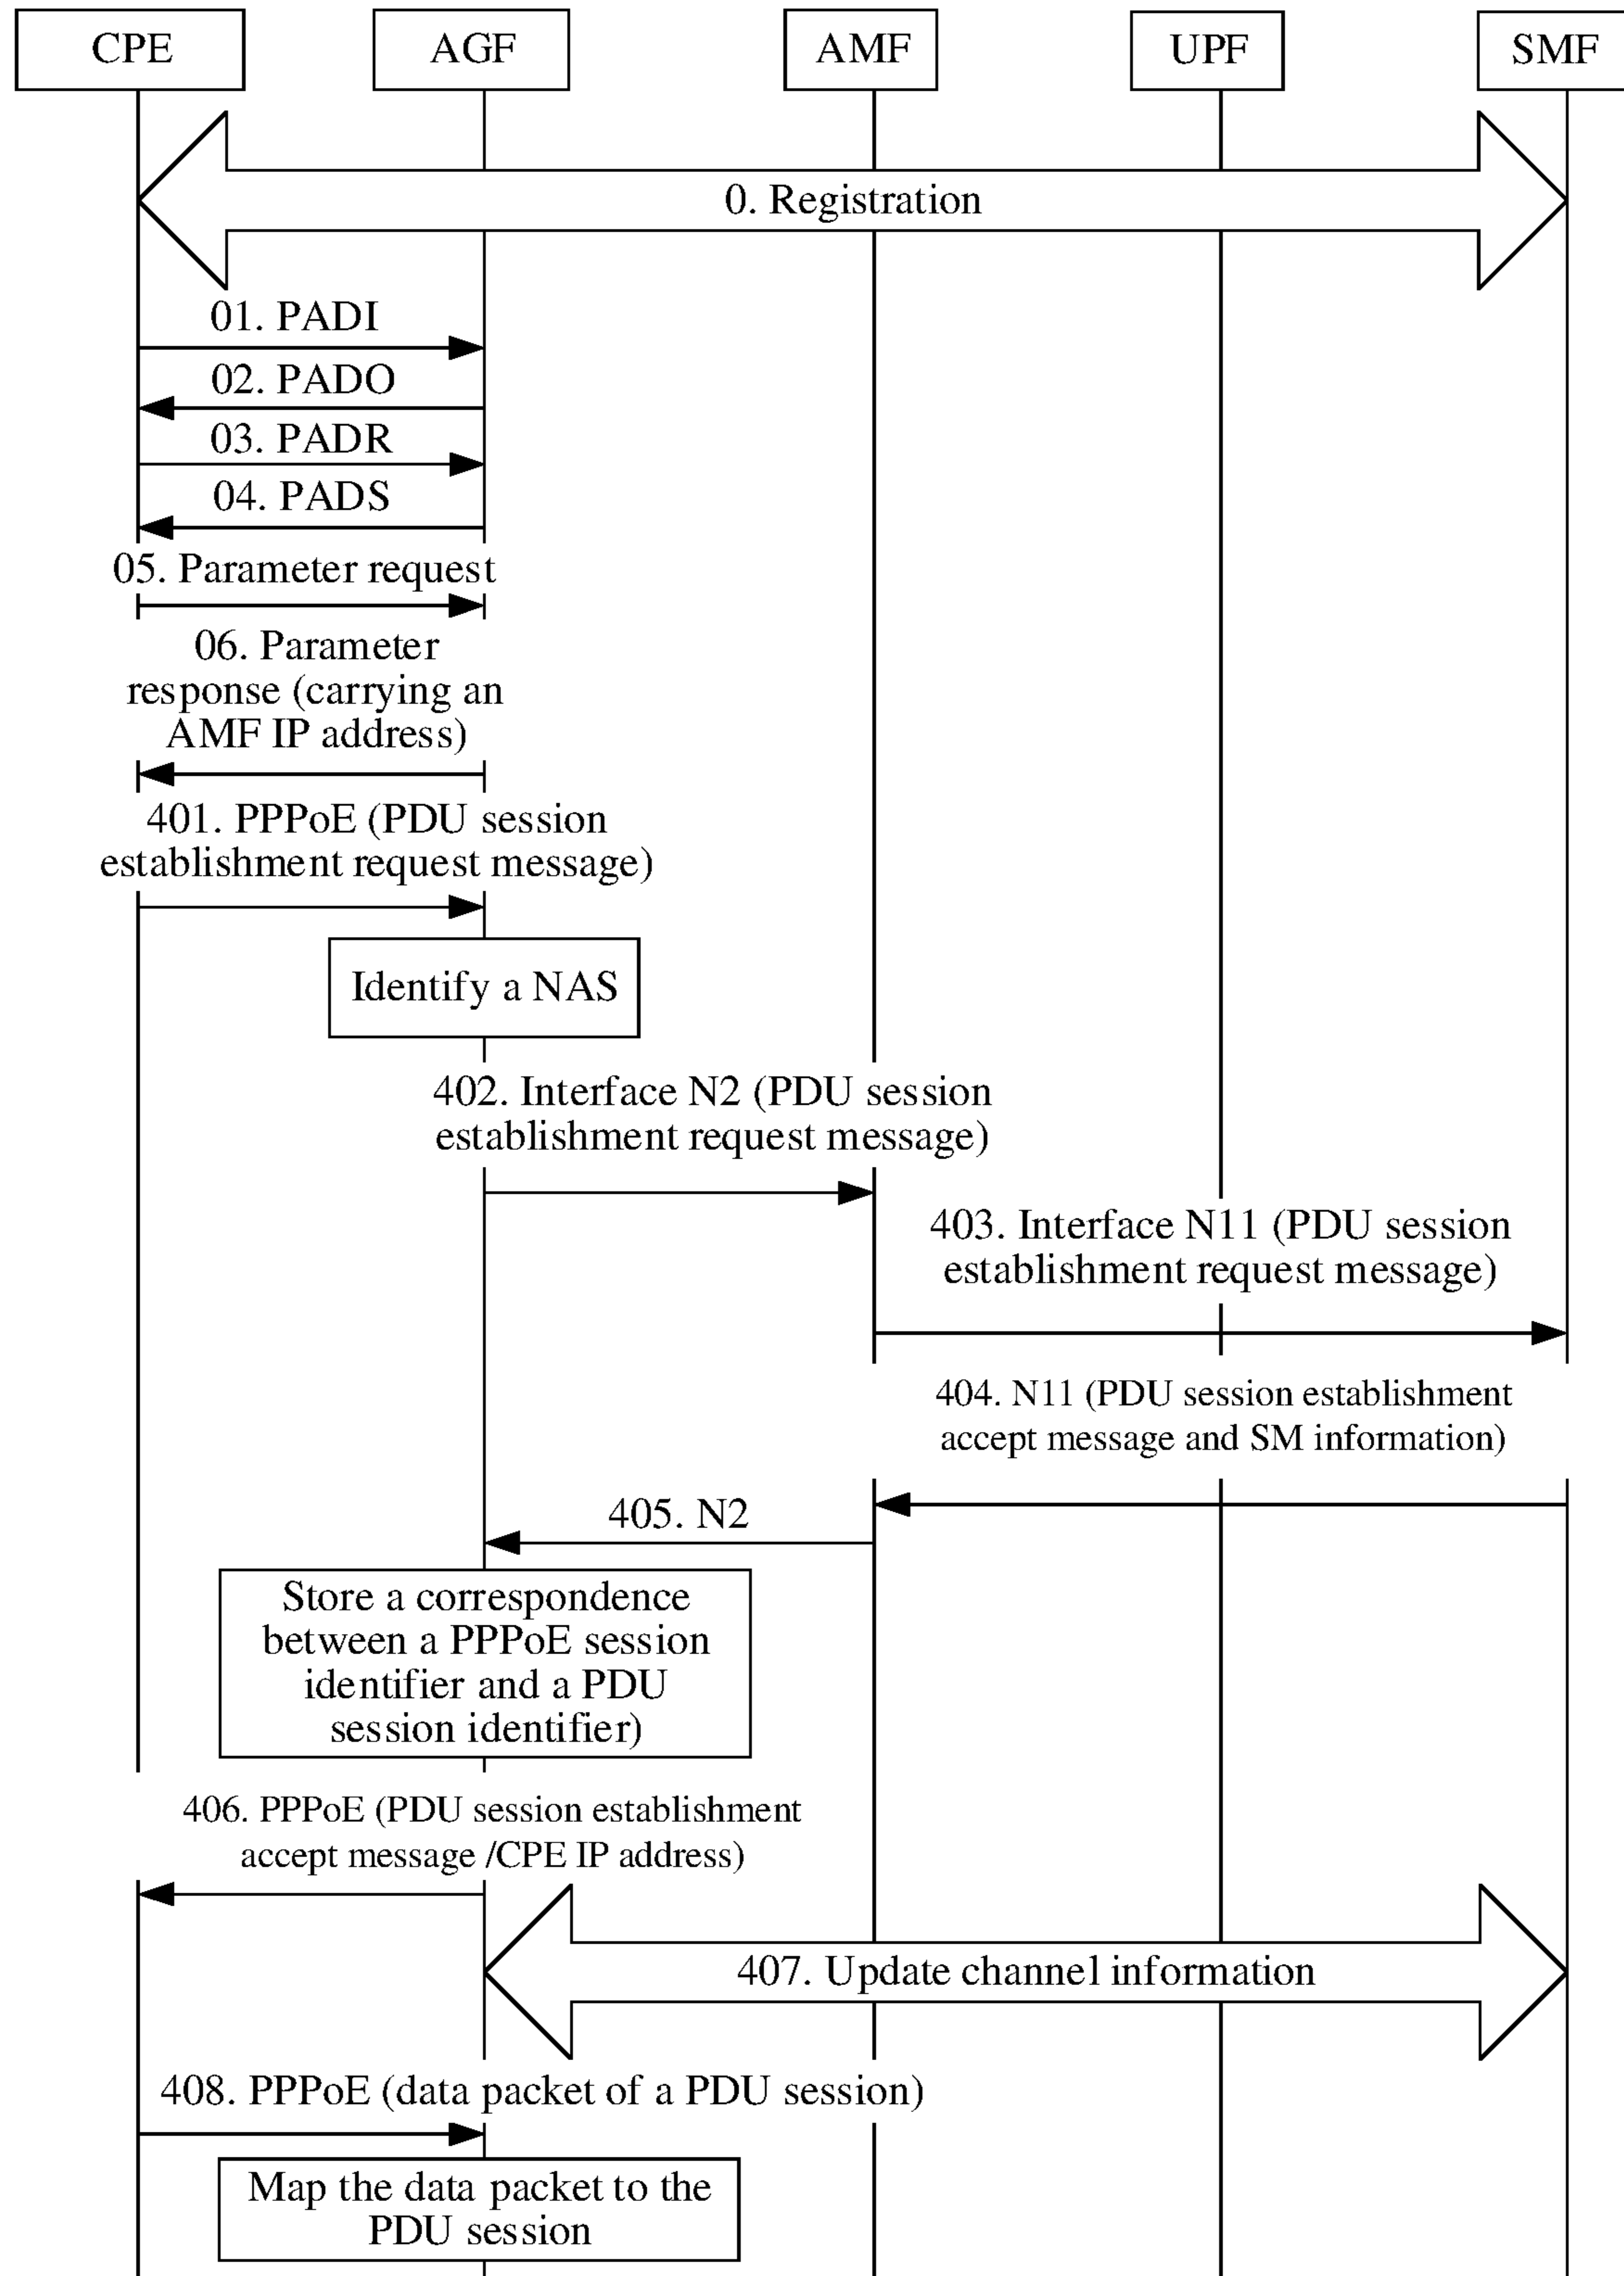 CPE
AGF
AMF
UPF
SMF
0. Registration
01. PADI
02. PADO
03. PADR
04. PADS
05. Parameter request
06. Parameter
response (carrying an
AMF IP address)
401. PPPoE (PDU session
establishment request message)
Identify a NAS
402. Interface N2 (PDU session
establishment request message)
403. Interface N11 (PDU session
establishment request message)
404. N11 (PDU session establishment
accept message and SM information)
405. N2
Store a correspondence
between a PPPoE session
identifier and a PDU
session identifier)
406. PPPoE (PDU session establishment
accept message /CPE IP address)
407. Update channel information
408. PPPoE (data packet of a PDU session)
Map the data packet to the
PDU session